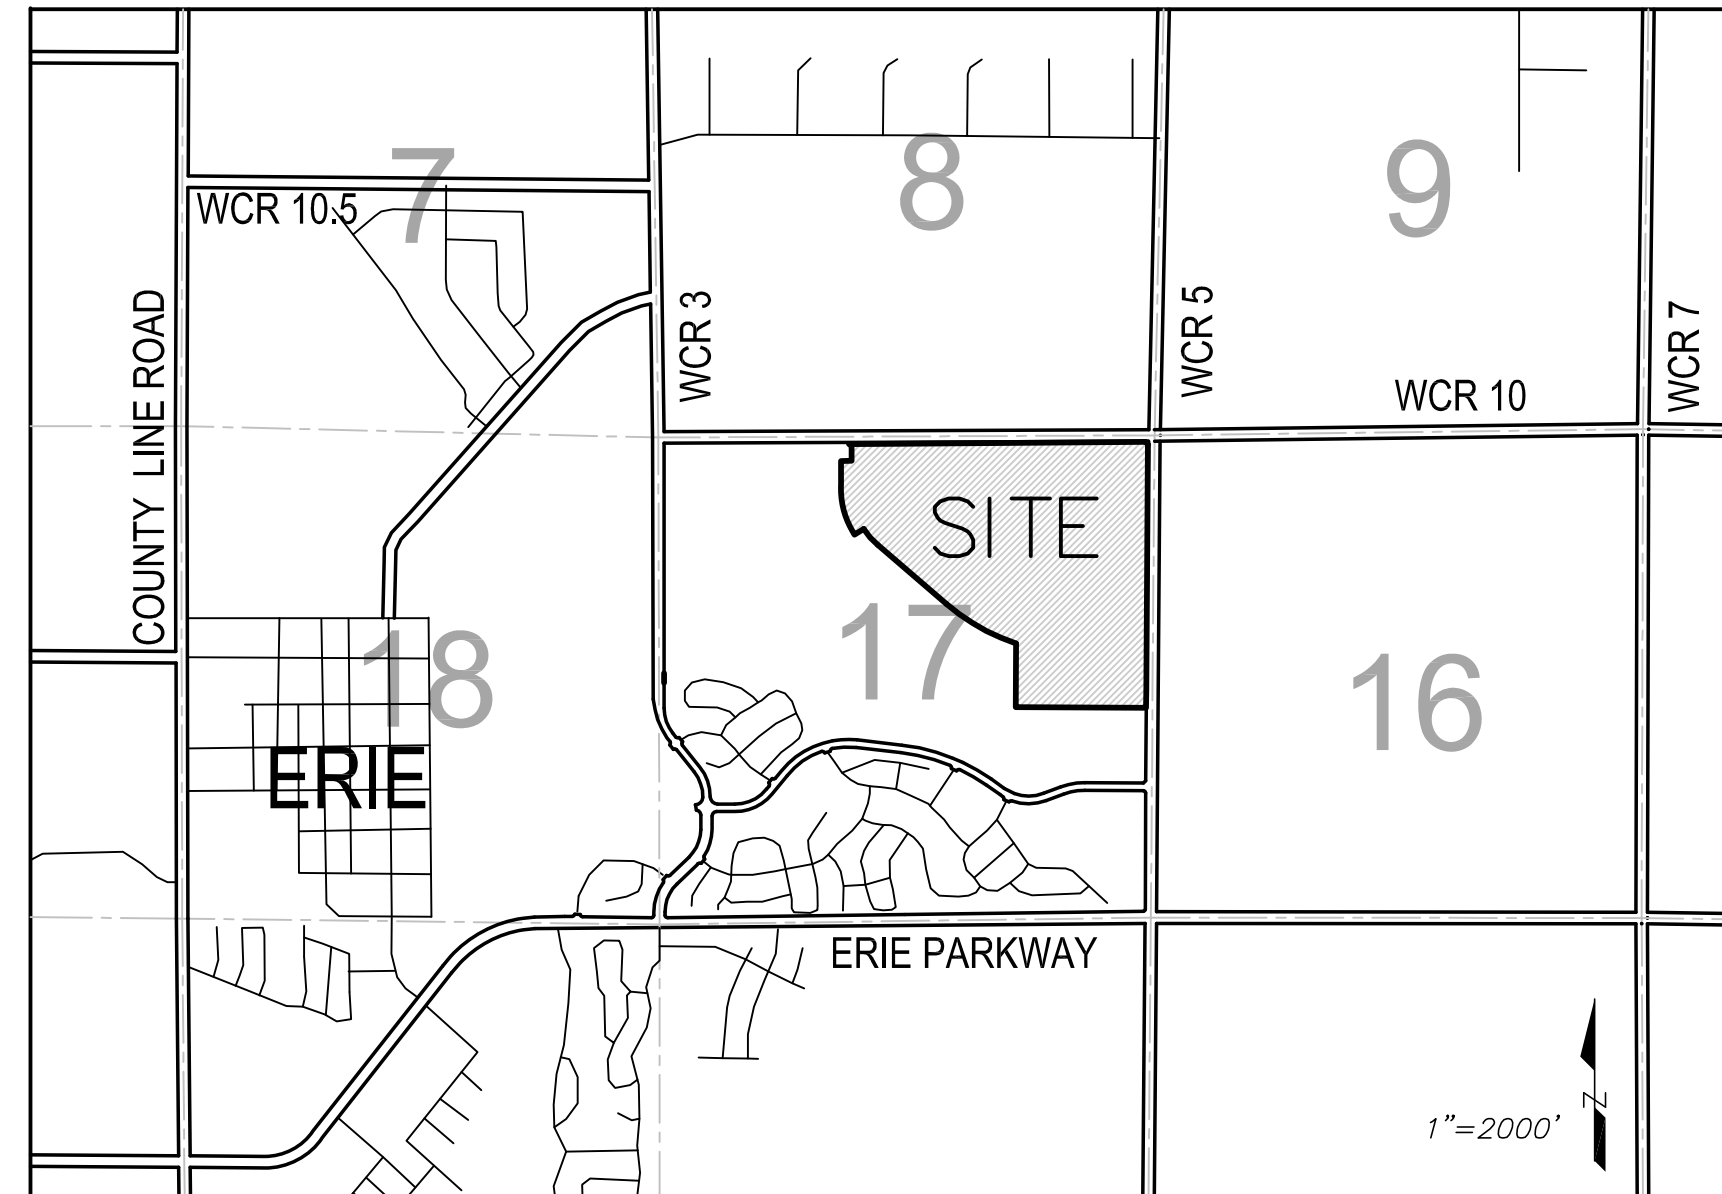 7
8
9
WCR 10.5
COUNTY LINE ROAD
WCR 3
WCR 5
WCR 7
WCR 10
SITE
18
17
16
ERIE
ERIE PARKWAY
1"=2000'
N